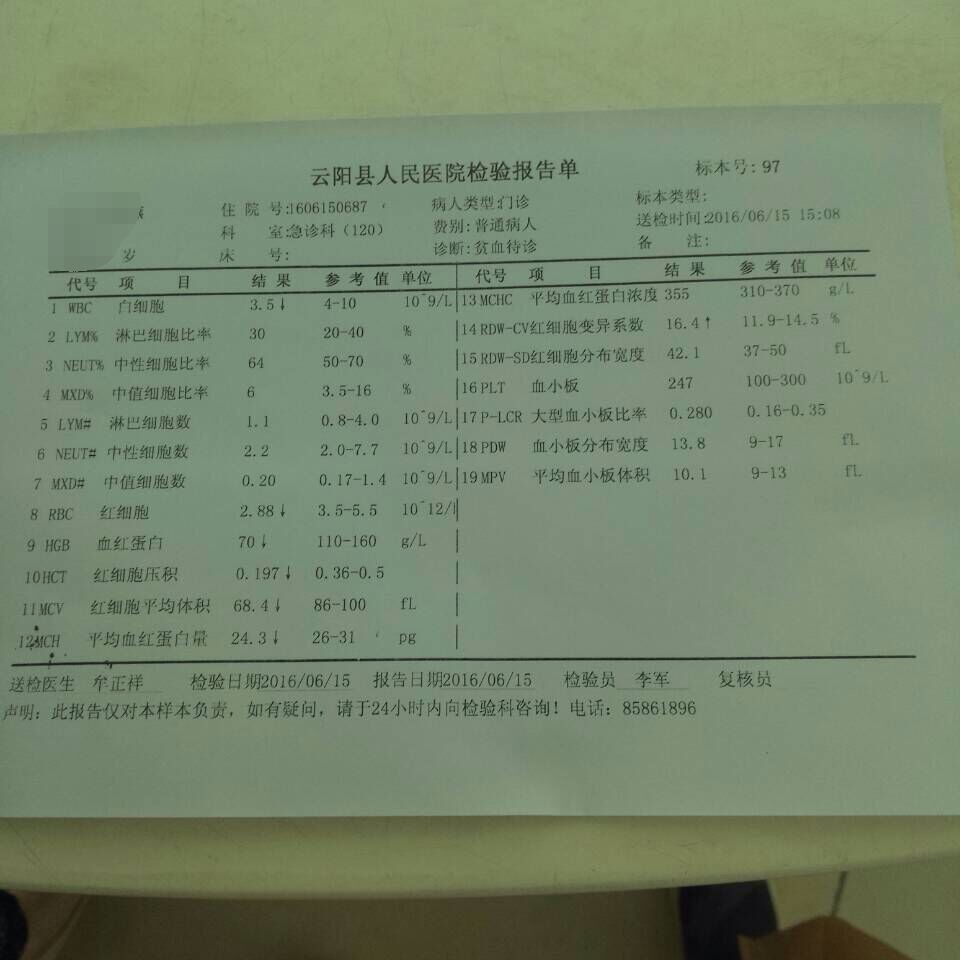 云阳县人民医院检验报告单 标本号: 97
住 院 号:1606150687 病人类型:门诊 标本类型:
科 室:急诊科（120） 费别: 普通病人 送检时间:2016/06/15 15:08
岁 床 号: 诊断: 贫血待诊 备 注:
代号 项 目 结 果 参 考 值 单位 代号 项 目 结 果 参 考 值 单位
1 WBC 白细胞 3.5↓ 4-10 10^9/L 13 MCHC 平均血红蛋白浓度 355 310-370 g/L
2 LYM% 淋巴细胞比率 30 20-40 % 14 RDW-CV 红细胞变异系数 16.4↑ 11.9-14.5 %
3 NEUT% 中性细胞比率 64 50-70 % 15 RDW-SD 红细胞分布宽度 42.1 37-50 fL
4 MXD% 中值细胞比率 6 3.5-16 % 16 PLT 血小板 247 100-300 10^9/L
5 LYM# 淋巴细胞数 1.1 0.8-4.0 10^9/L 17 P-LCR 大型血小板比率 0.280 0.16-0.35
6 NEUT# 中性细胞数 2.2 2.0-7.7 10^9/L 18 PDW 血小板分布宽度 13.8 9-17 fL
7 MXD# 中值细胞数 0.20 0.17-1.4 10^9/L 19 MPV 平均血小板体积 10.1 9-13 fL
8 RBC 红细胞 2.88↓ 3.5-5.5 10^12/l
9 HGB 血红蛋白 70↓ 110-160 g/L
10 HCT 红细胞压积 0.197↓ 0.36-0.5
11 MCV 红细胞平均体积 68.4↓ 86-100 fL
12 MCH 平均血红蛋白量 24.3↓ 26-31 pg
送检医生 牟正祥 检验日期2016/06/15 报告日期2016/06/15 检验员 李军 复核员
声明: 此报告仅对本样本负责, 如有疑问, 请于24小时内向检验科咨询! 电话: 85861896